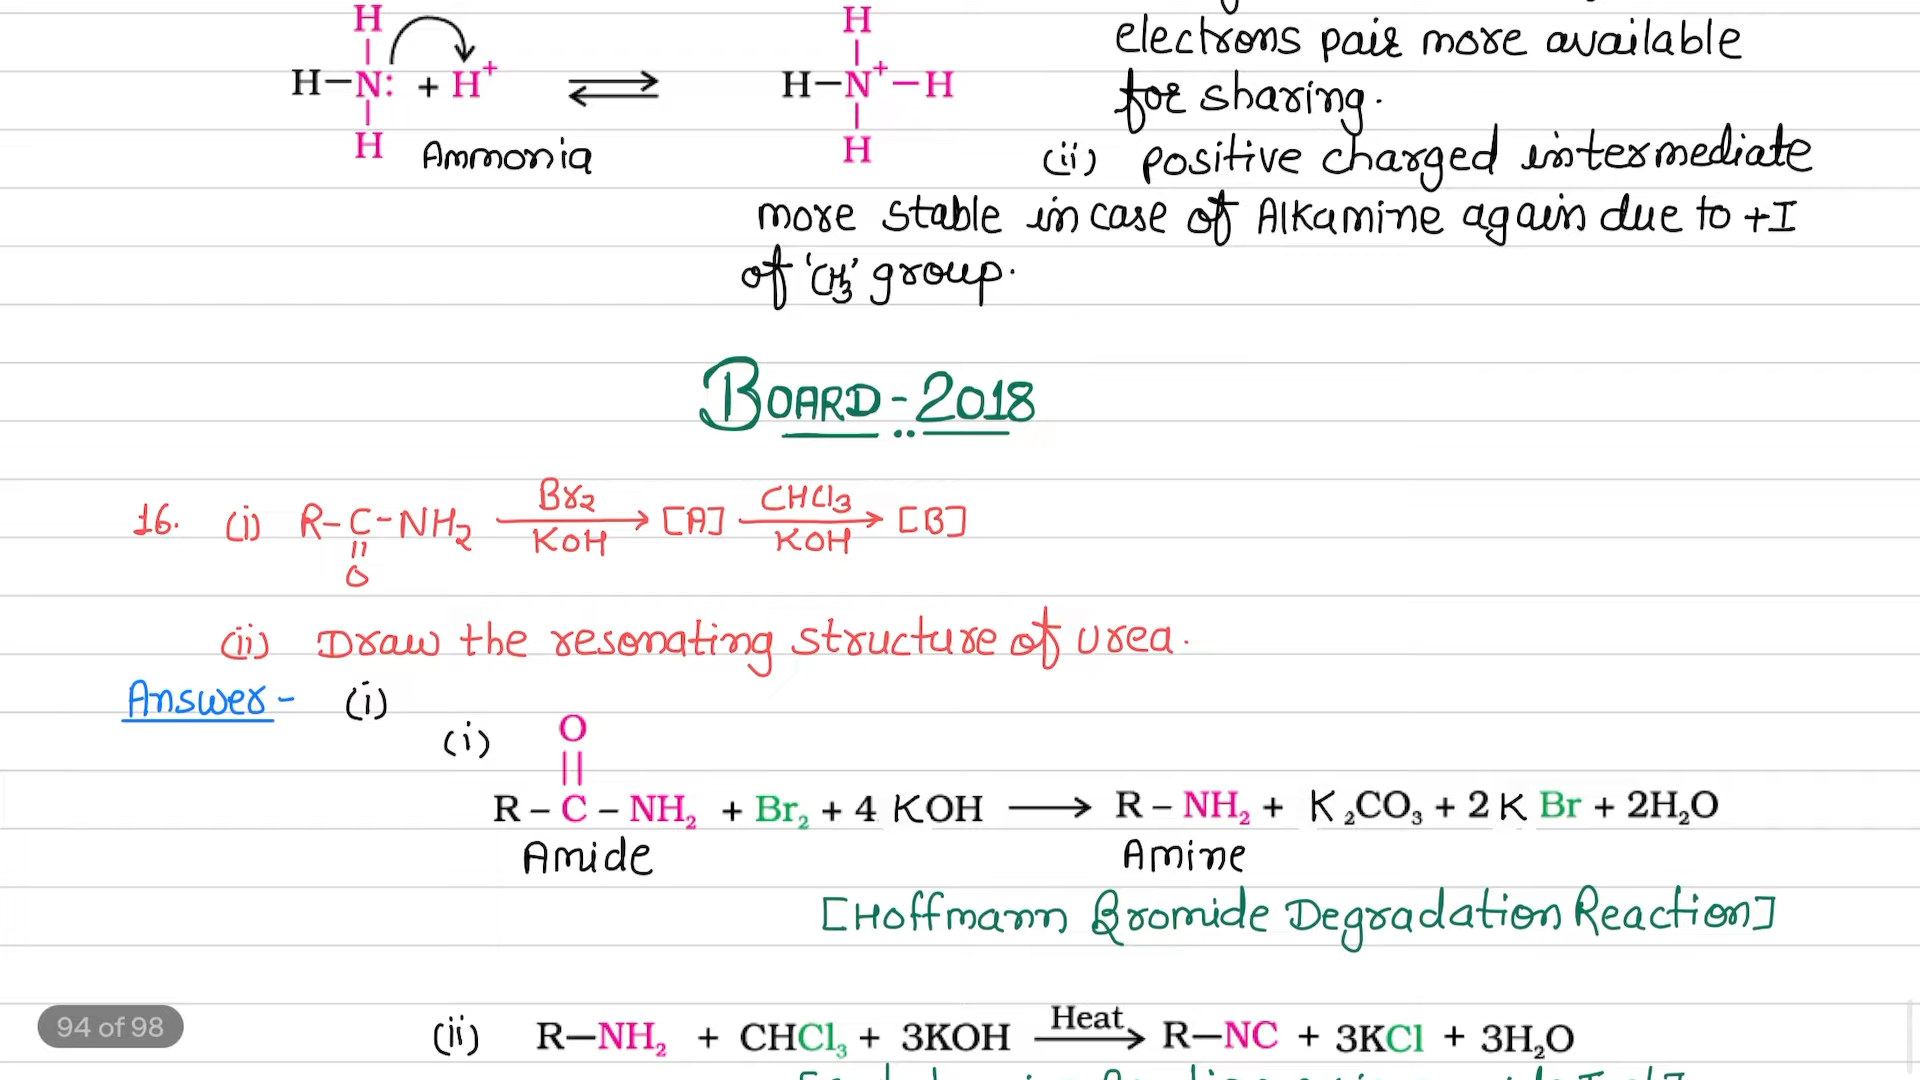 electrons pair more available
H
H–N: + H⁺ ⇌ H–N⁺–H
H
H
H
Ammonia
for sharing.
(ii) positive charged intermediate
more stable in case of Alkamine again due to +I
of 'CH₃' group.
BOARD - 2018
16. (i) R-C-NH₂ Br₂ KOH → [A] CHCl₃ KOH → [B]
O
(ii) Draw the resonating structure of urea.
Answer - (i)
(i) O
R – C – NH₂ + Br₂ + 4 KOH → R – NH₂ + K₂CO₃ + 2 K Br + 2H₂O
Amide Amine
[Hoffmann Bromide Degradation Reaction]
(ii) R–NH₂ + CHCl₃ + 3KOH Heat → R–NC + 3KCl + 3H₂O
94 of 98